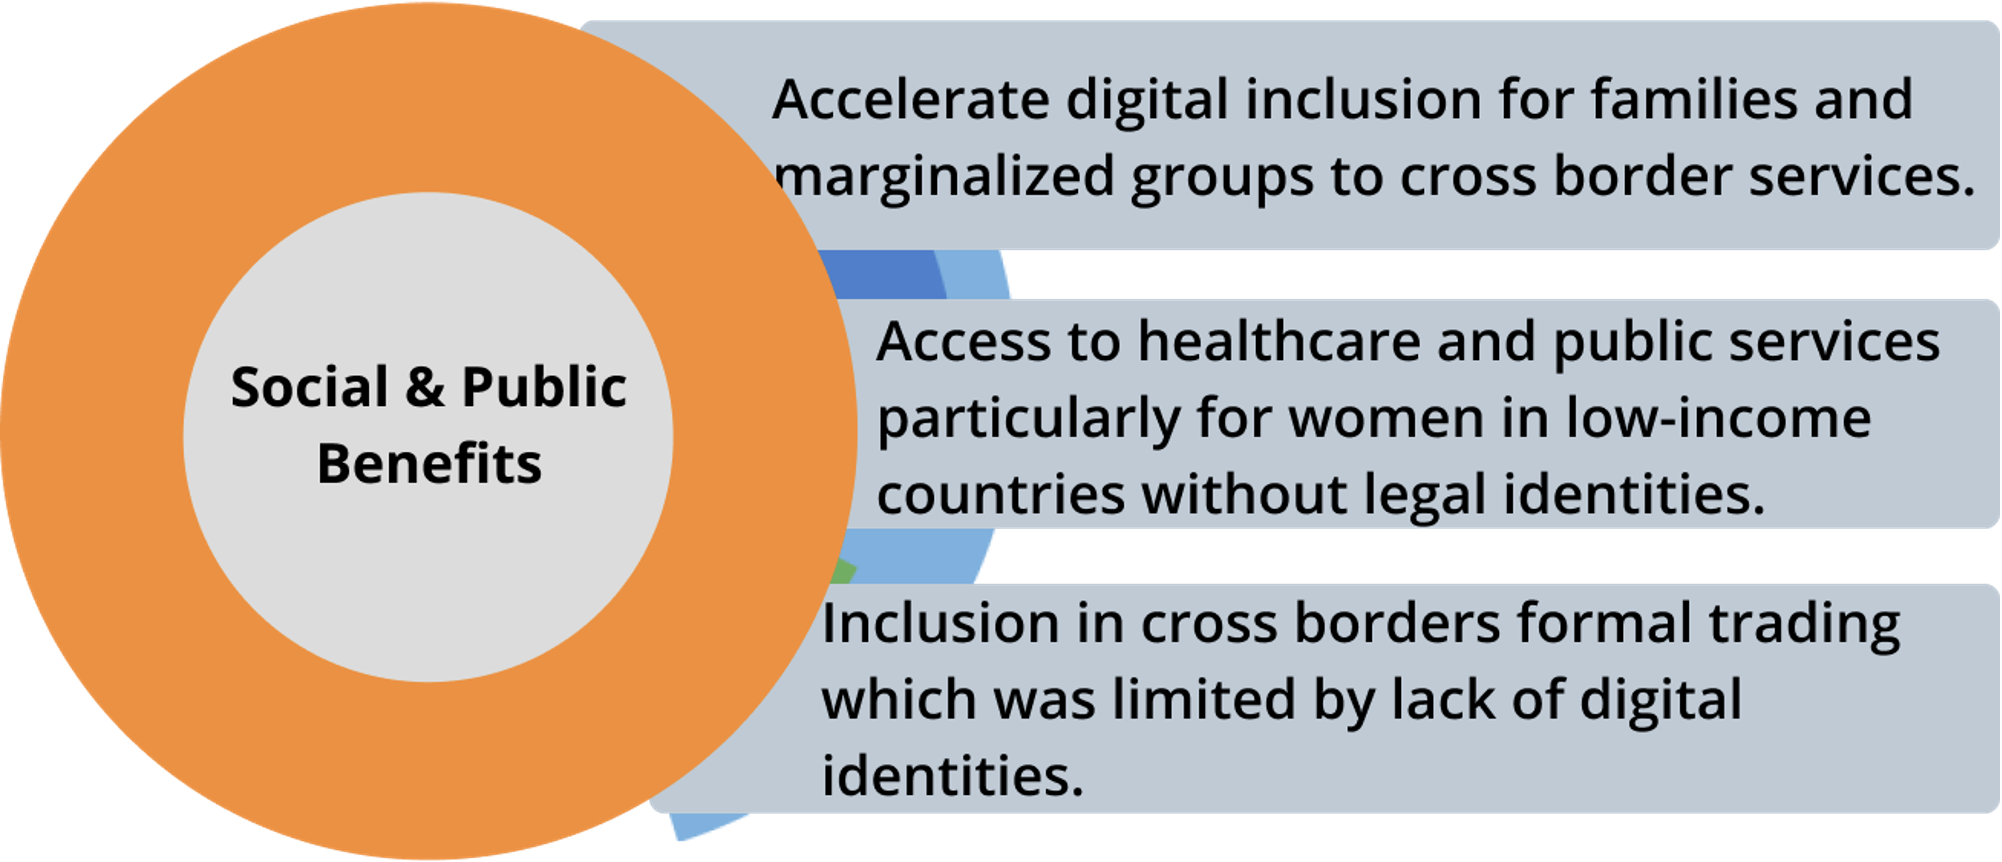 Accelerate digital inclusion for families and
marginalized groups to cross border services.
Social & Public
Benefits
Access to healthcare and public services
particularly for women in low-income
countries without legal identities.
Inclusion in cross borders formal trading
which was limited by lack of digital
identities.